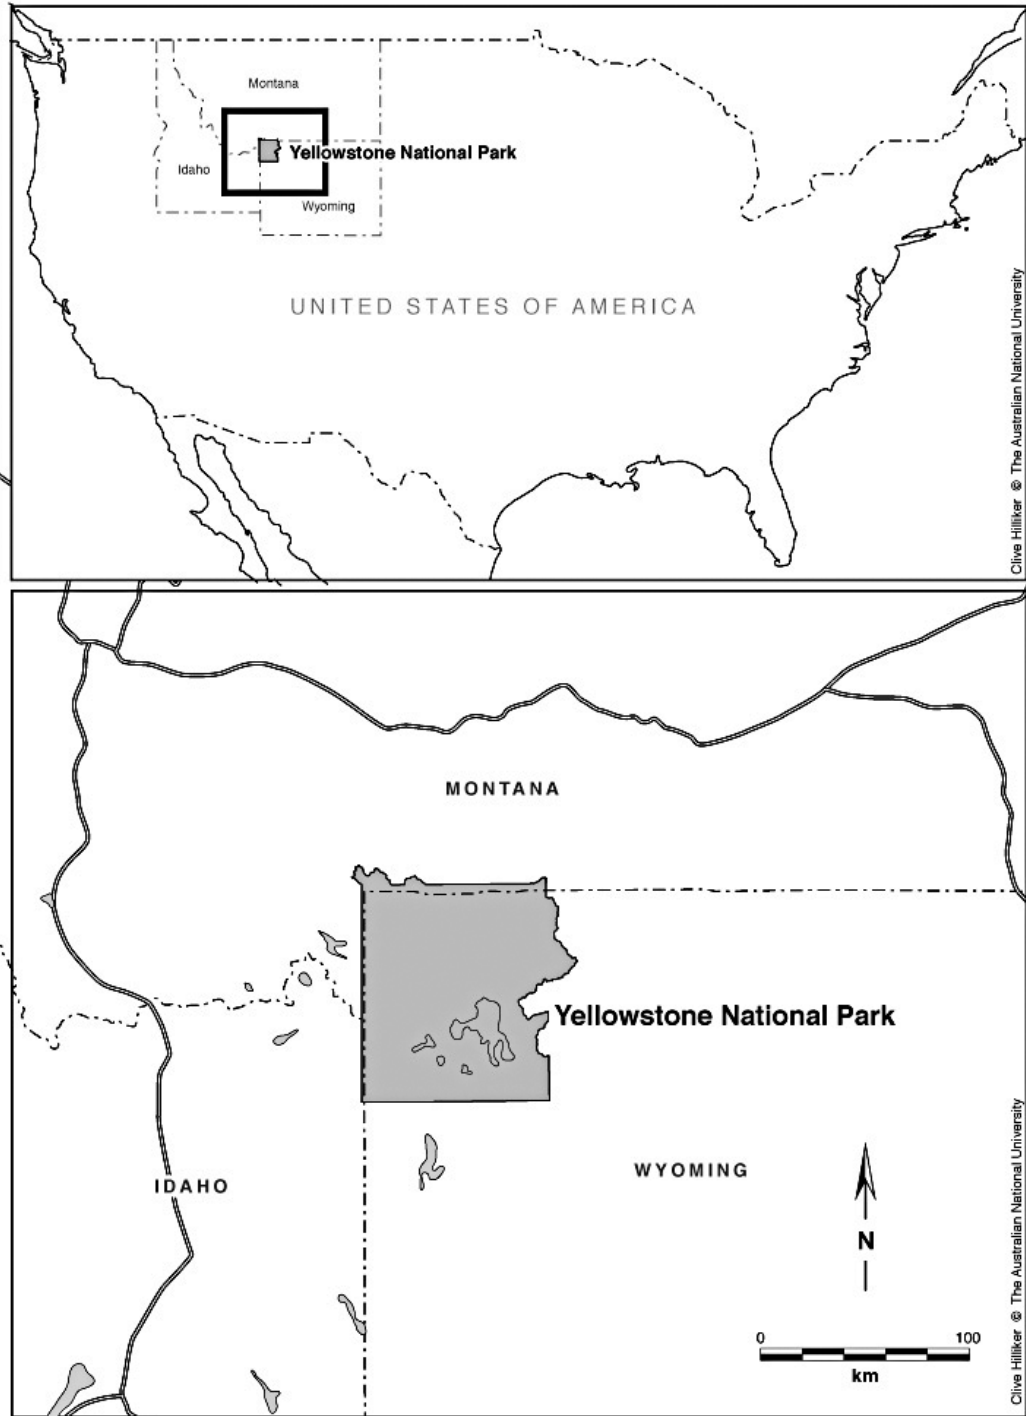 Montana
Yellowstone National Park
Idaho
Wyoming
UNITED STATES OF AMERICA
Clive Hilliker © The Australian National University
MONTANA
Yellowstone National Park
WYOMING
IDAHO
N
0 100
km
Clive Hilliker © The Australian National University